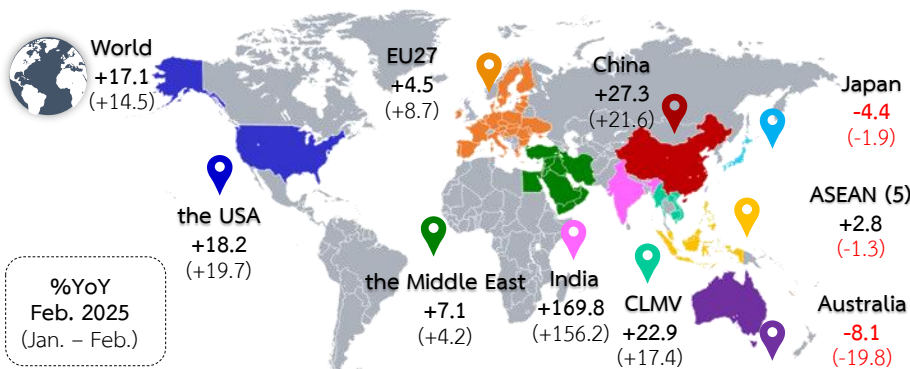 World
+17.1
(+14.5)
EU27
+4.5
(+8.7)
China
+27.3
(+21.6)
Japan
-4.4
(-1.9)
the USA
+18.2
(+19.7)
ASEAN (5)
+2.8
(-1.3)
the Middle East
+7.1
(+4.2)
India
+169.8
(+156.2)
CLMV
+22.9
(+17.4)
Australia
-8.1
(-19.8)
%YoY
Feb. 2025
(Jan. – Feb.)